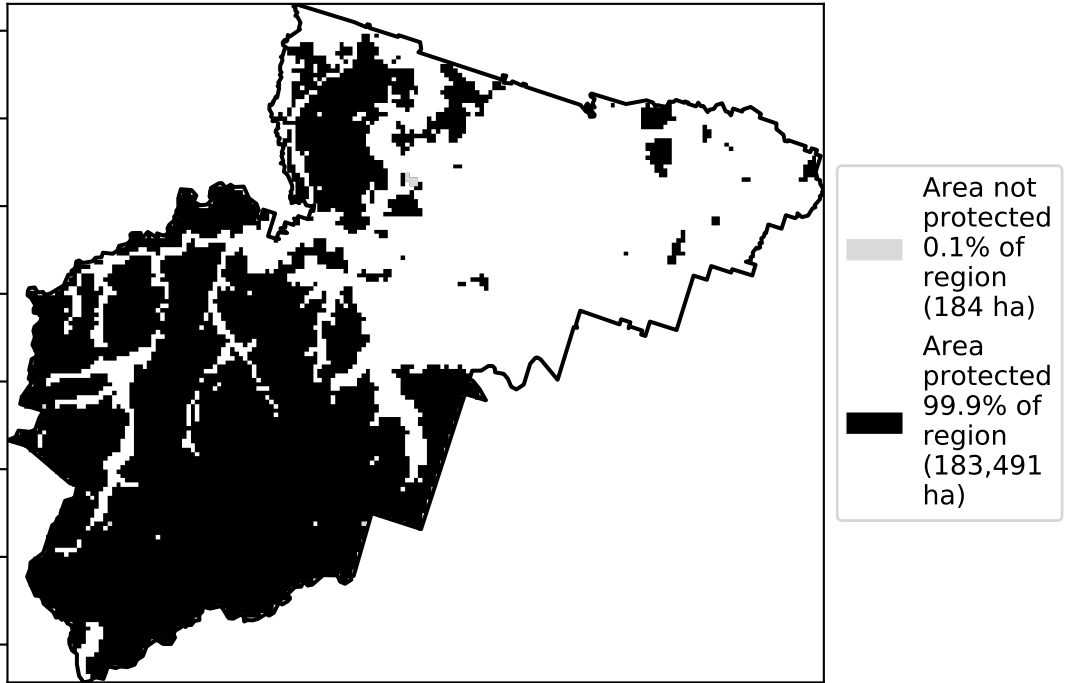 Area not
protected
0.1% of
region
(184 ha)
Area
protected
99.9% of
region
(183,491
ha)